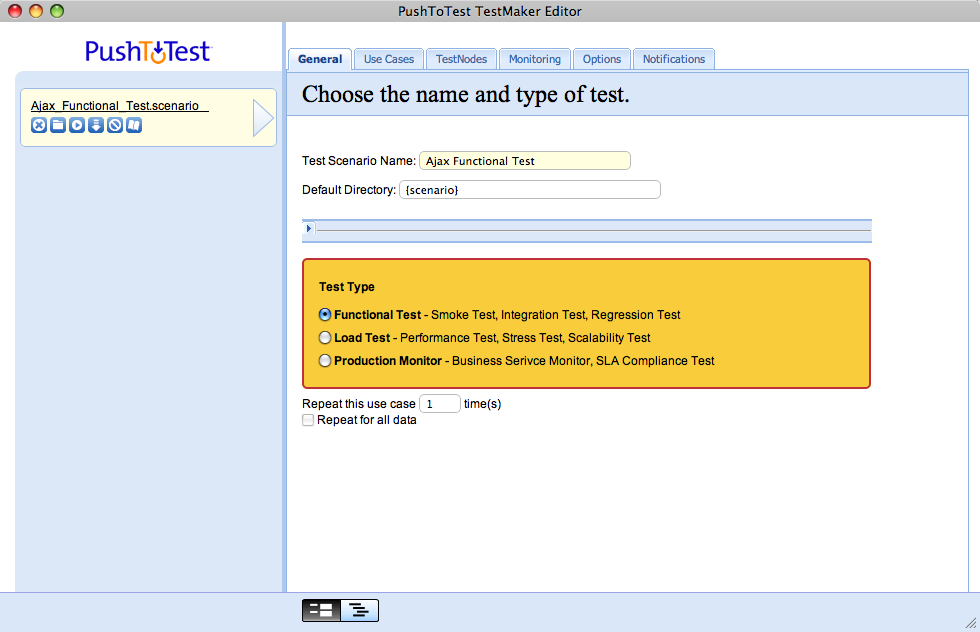 PushToTest TestMaker Editor
PushToTest
Ajax_Functional_Test.scenario
General
Use Cases
TestNodes
Monitoring
Options
Notifications
Choose the name and type of test.
Test Scenario Name: Ajax Functional Test
Default Directory: {scenario}
Test Type
Functional Test - Smoke Test, Integration Test, Regression Test
Load Test - Performance Test, Stress Test, Scalability Test
Production Monitor - Business Serivce Monitor, SLA Compliance Test
Repeat this use case 1 time(s)
Repeat for all data